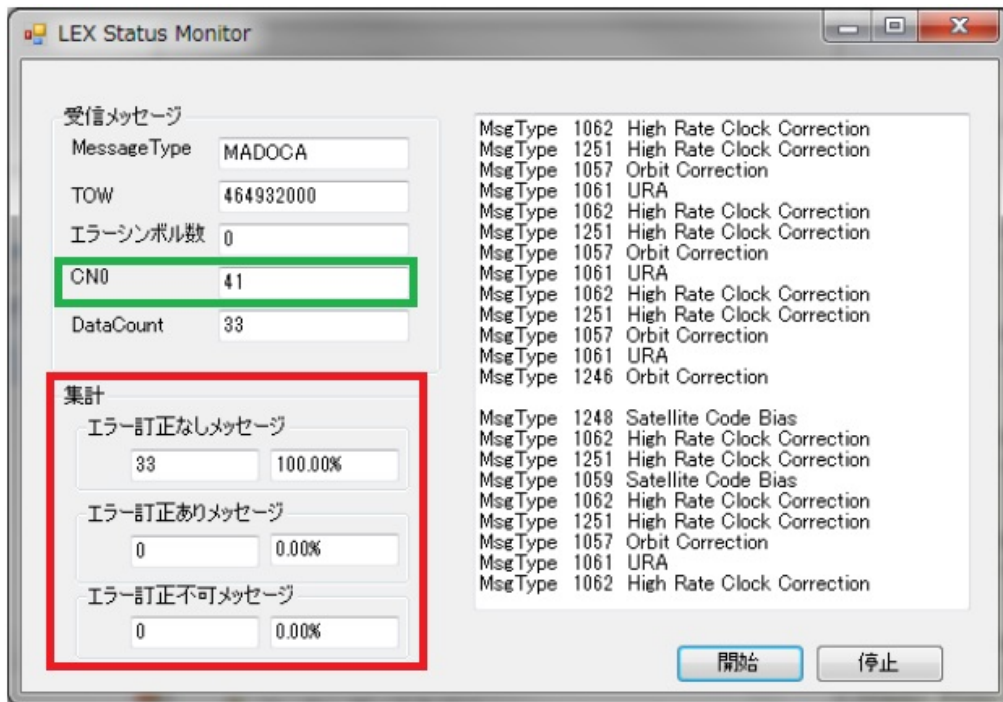 LEX Status Monitor
受信メッセージ
MessageType MADOCA
TOW 464932000
エラーシンボル数 0
CN0 41
DataCount 33
集計
エラー訂正なしメッセージ
33 100.00%
エラー訂正ありメッセージ
0 0.00%
エラー訂正不可メッセージ
0 0.00%
MsgType 1062 High Rate Clock Correction
MsgType 1251 High Rate Clock Correction
MsgType 1057 Orbit Correction
MsgType 1061 URA
MsgType 1062 High Rate Clock Correction
MsgType 1251 High Rate Clock Correction
MsgType 1057 Orbit Correction
MsgType 1061 URA
MsgType 1062 High Rate Clock Correction
MsgType 1251 High Rate Clock Correction
MsgType 1057 Orbit Correction
MsgType 1061 URA
MsgType 1246 Orbit Correction
MsgType 1248 Satellite Code Bias
MsgType 1062 High Rate Clock Correction
MsgType 1251 High Rate Clock Correction
MsgType 1059 Satellite Code Bias
MsgType 1062 High Rate Clock Correction
MsgType 1251 High Rate Clock Correction
MsgType 1057 Orbit Correction
MsgType 1061 URA
MsgType 1062 High Rate Clock Correction
開始 停止